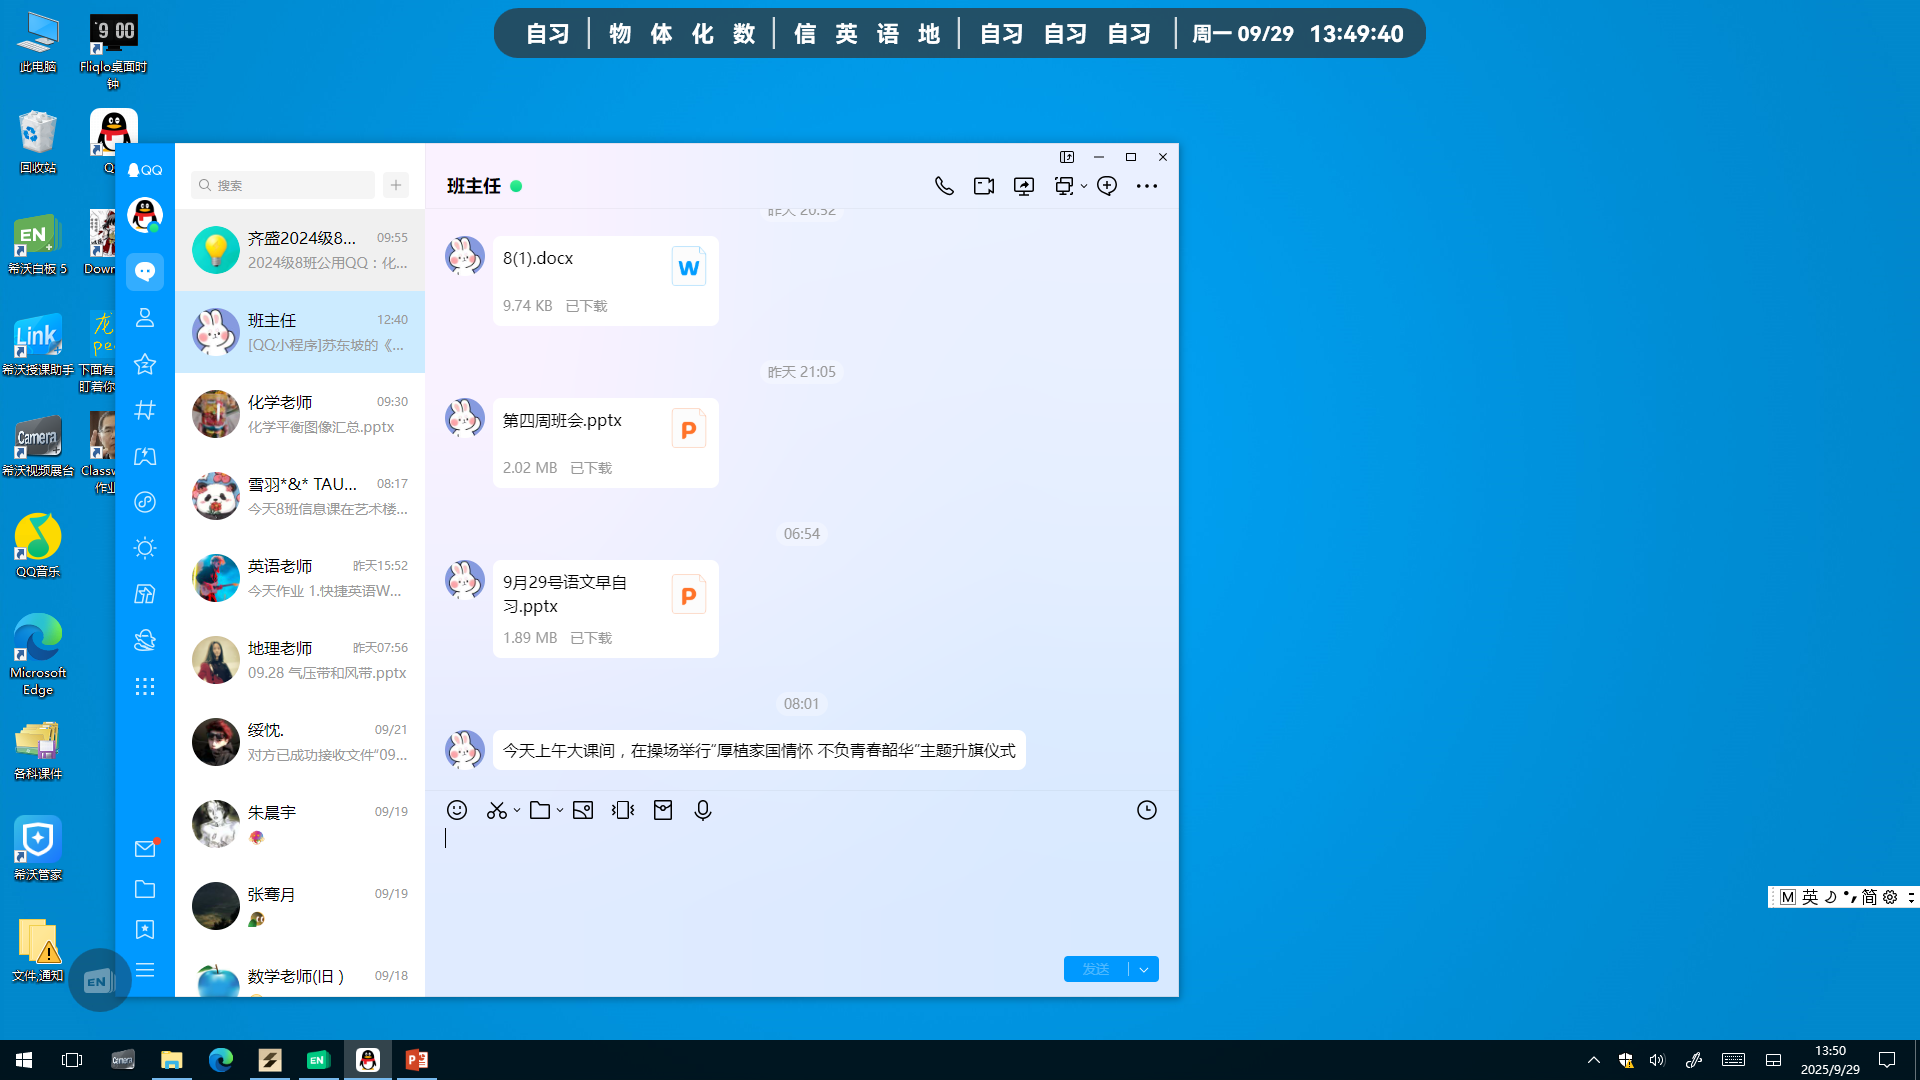 自习 物 体 化 数 信 英 语 地 自习 自习 自习 周一 09/29 13:49:40
此电脑
9 00
Fliqlo桌面时
钟
回收站
EN
希沃白板 5
Link
希沃授课助手
下面有
盯着你
龙
Camera
希沃视频展台
作业
QQ音乐
Microsoft
Edge
各科课件
希沃管家
文件,通知
EN
QQ
搜索
齐盛2024级8... 09:55
2024级8班公用QQ：化...
班主任 12:40
[QQ小程序]苏东坡的《...
化学老师 09:30
化学平衡图像汇总.pptx
雪羽*&* TAU... 08:17
今天8班信息课在艺术楼...
英语老师 昨天15:52
今天作业 1.快捷英语W...
地理老师 昨天07:56
09.28 气压带和风带.pptx
绥忱. 09/21
对方已成功接收文件“09...
朱晨宇 09/19
张骞月 09/19
数学老师(旧 ) 09/18
班主任
昨天 20:52
8(1).docx
W
9.74 KB 已下载
昨天 21:05
第四周班会.pptx
P
2.02 MB 已下载
06:54
9月29号语文早自
习.pptx
P
1.89 MB 已下载
08:01
今天上午大课间，在操场举行“厚植家国情怀 不负青春韶华”主题升旗仪式
发送
M 英 简
Camera
EN
P
13:50
2025/9/29